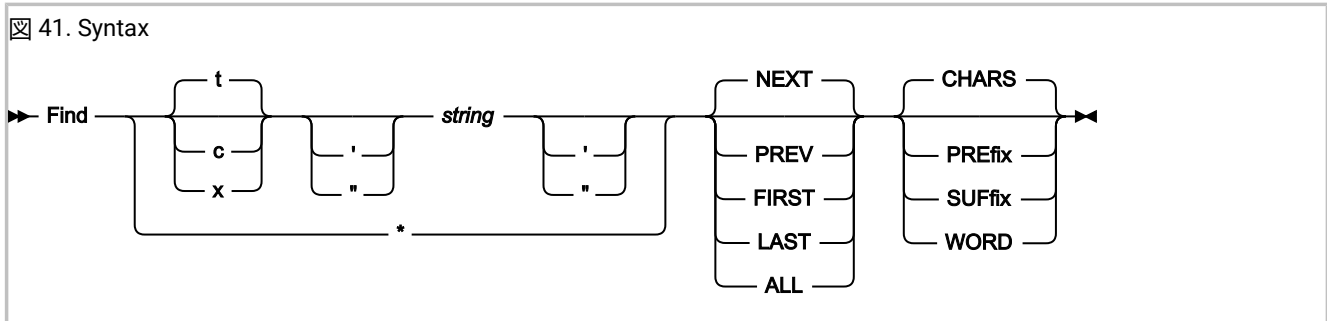 図 41. Syntax
t NEXT CHARS
Find string
c ' ' PREV PREfix
x " " FIRST SUFfix
* LAST WORD
ALL